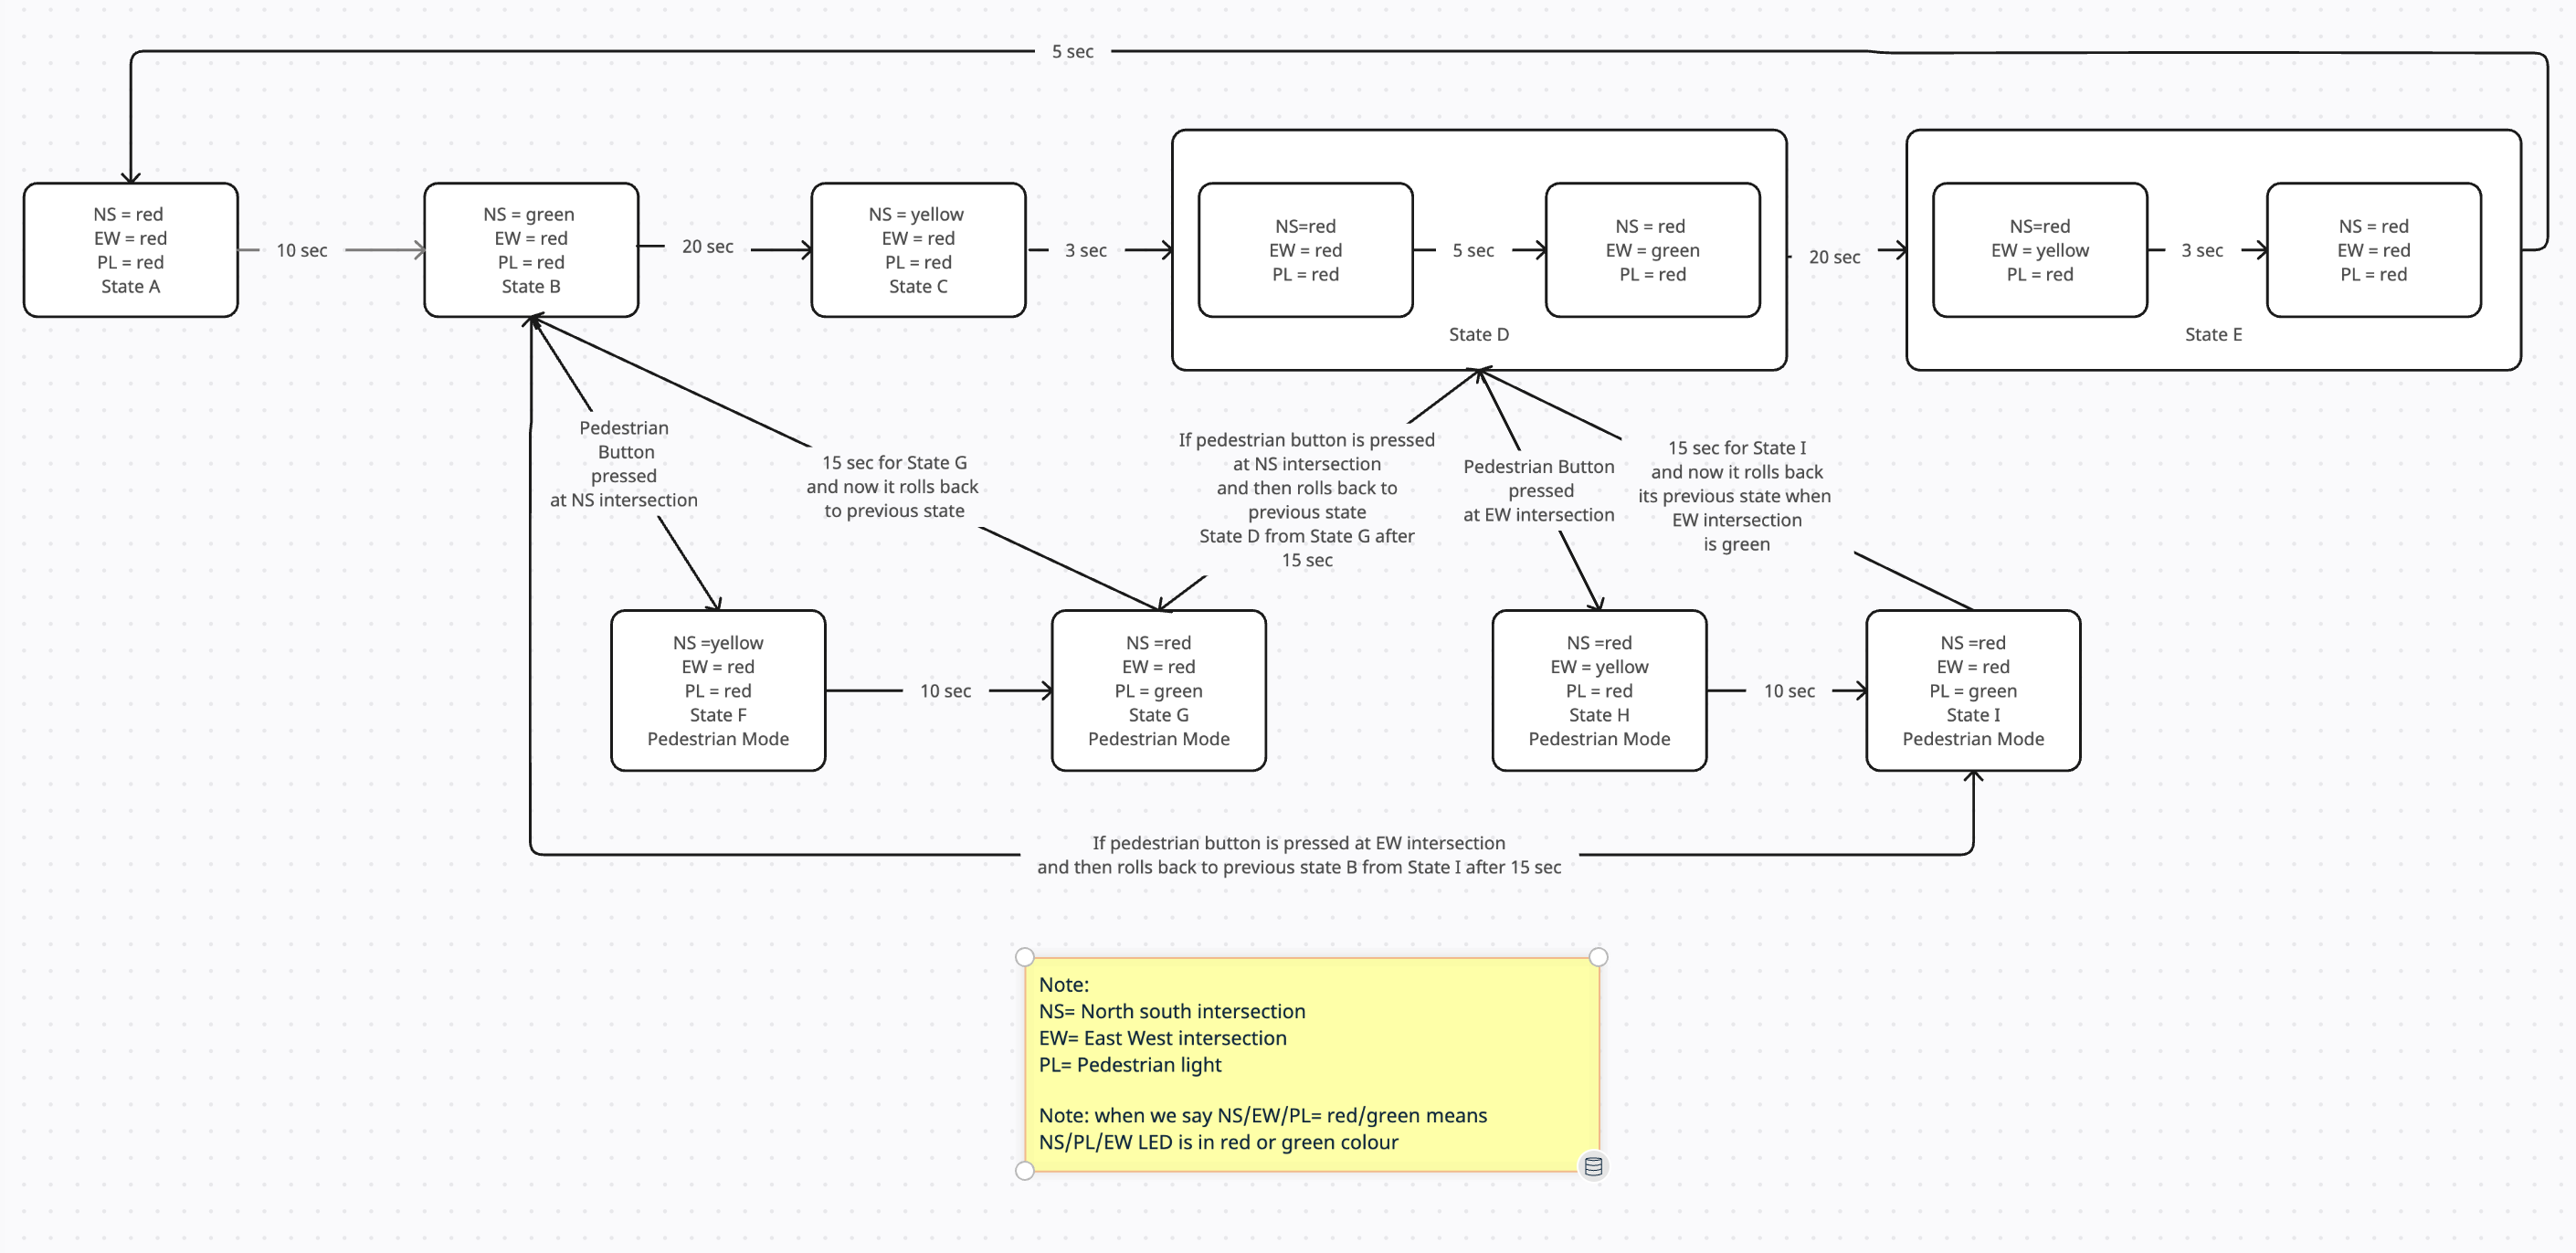 5 sec
NS = red
EW = red
PL = red
State A
10 sec
NS = green
EW = red
PL = red
State B
20 sec
NS = yellow
EW = red
PL = red
State C
3 sec
NS=red
EW = red
PL = red
5 sec
NS = red
EW = green
PL = red
State D
20 sec
NS=red
EW = yellow
PL = red
3 sec
NS = red
EW = red
PL = red
State E
Pedestrian
Button
pressed
at NS intersection
15 sec for State G
and now it rolls back
to previous state
If pedestrian button is pressed
at NS intersection
and then rolls back to
previous state
State D from State G after
15 sec
Pedestrian Button
pressed
at EW intersection
15 sec for State I
and now it rolls back
its previous state when
EW intersection
is green
NS =yellow
EW = red
PL = red
State F
Pedestrian Mode
10 sec
NS =red
EW = red
PL = green
State G
Pedestrian Mode
NS =red
EW = yellow
PL = red
State H
Pedestrian Mode
10 sec
NS =red
EW = red
PL = green
State I
Pedestrian Mode
If pedestrian button is pressed at EW intersection
and then rolls back to previous state B from State I after 15 sec
Note:
NS= North south intersection
EW= East West intersection
PL= Pedestrian light
Note: when we say NS/EW/PL= red/green means
NS/PL/EW LED is in red or green colour